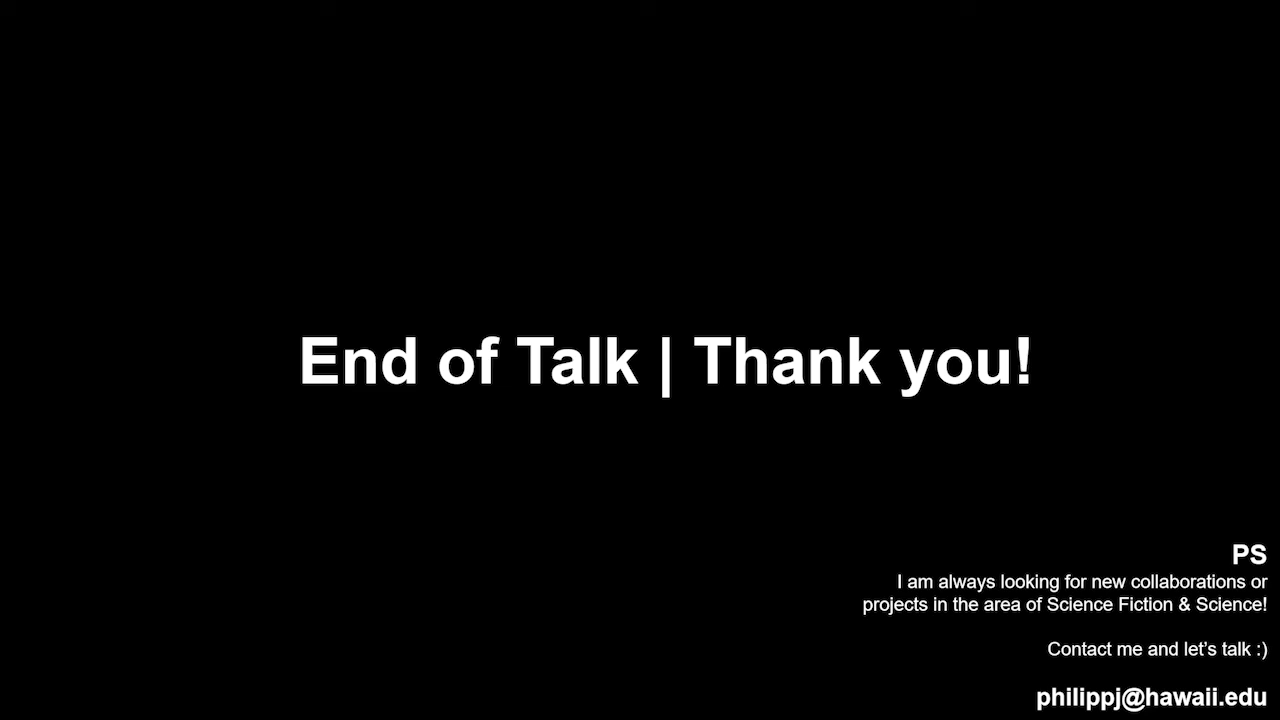 End of Talk | Thank you!
PS
I am always looking for new collaborations or
projects in the area of Science Fiction & Science!
Contact me and let’s talk :)
philippj@hawaii.edu